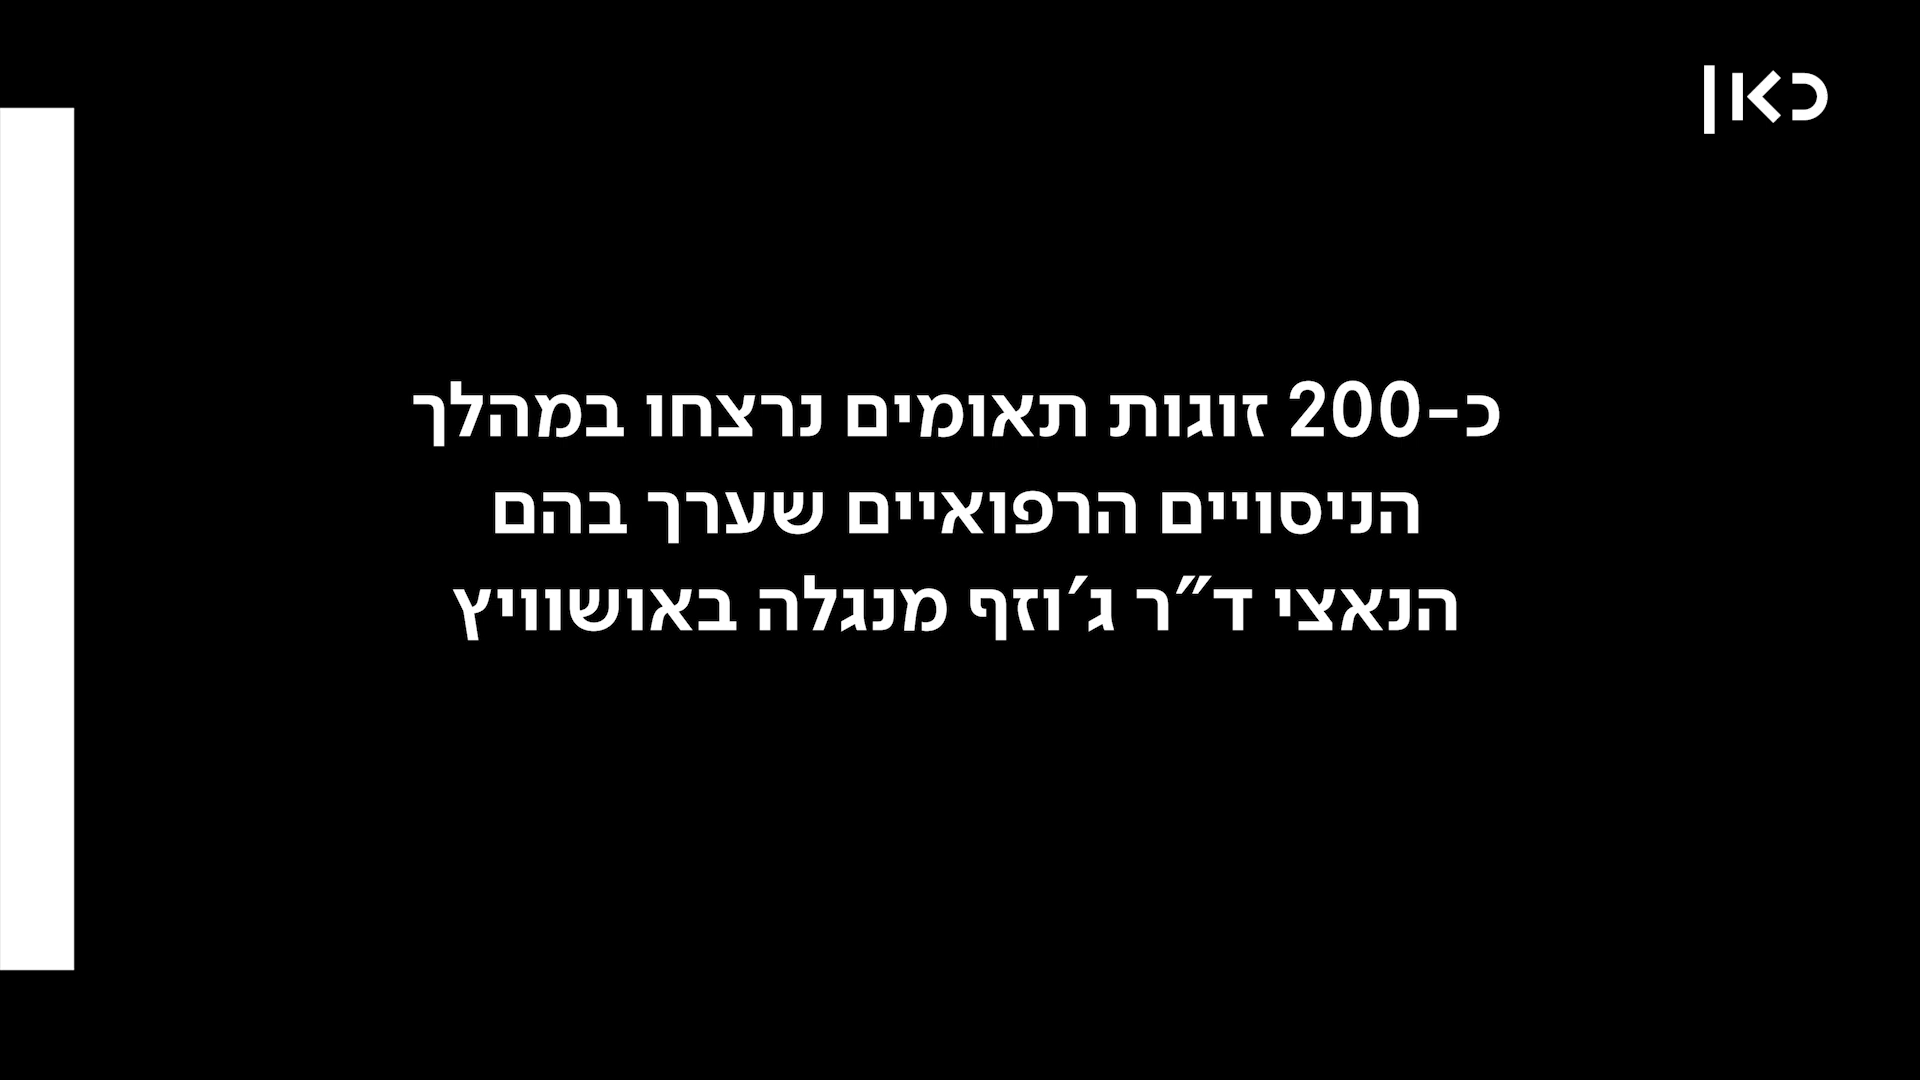 כאן
כ-200 זוגות תאומים נרצחו במהלך
הניסויים הרפואיים שערך בהם
הנאצי ד״ר ג׳וזף מנגלה באושוויץ